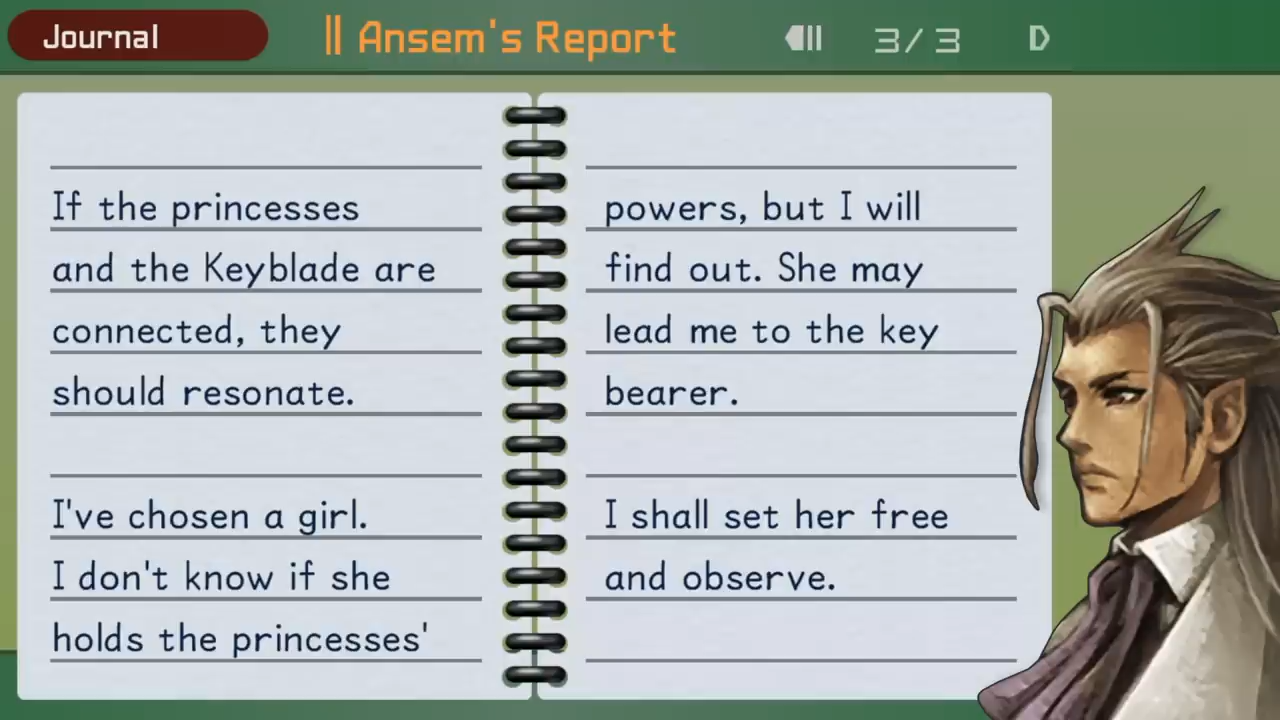 Journal
Ansem's Report
3/3
If the princesses
and the Keyblade are
connected, they
should resonate.
I've chosen a girl.
I don't know if she
holds the princesses'
powers, but I will
find out. She may
lead me to the key
bearer.
I shall set her free
and observe.